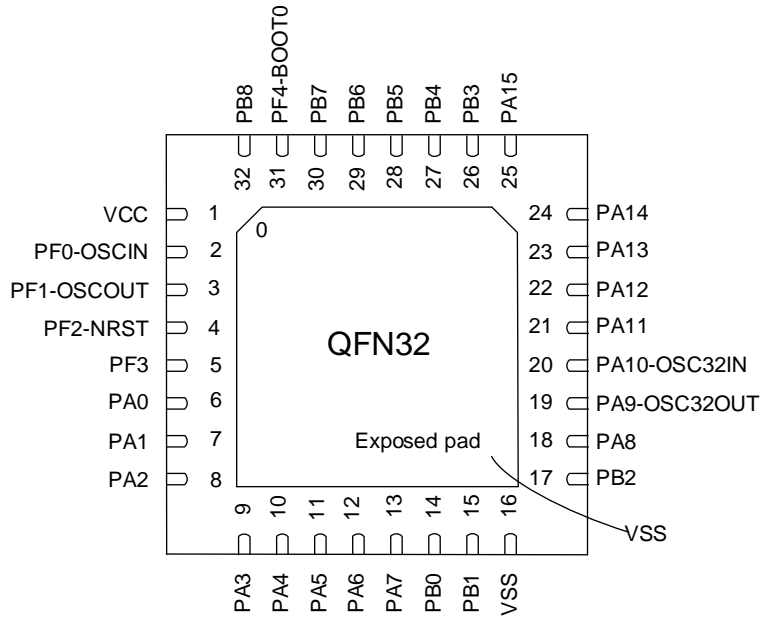 PB8
PF4-BOOT0
PB7
PB6
PB5
PB4
PB3
PA15
32
31
30
29
28
27
26
25
VCC 1
PF0-OSCIN 2
PF1-OSCOUT 3
PF2-NRST 4
PF3 5
PA0 6
PA1 7
PA2 8
0
QFN32
Exposed pad
24 PA14
23 PA13
22 PA12
21 PA11
20 PA10-OSC32IN
19 PA9-OSC32OUT
18 PA8
17 PB2
VSS
9
10
11
12
13
14
15
16
PA3
PA4
PA5
PA6
PA7
PB0
PB1
VSS